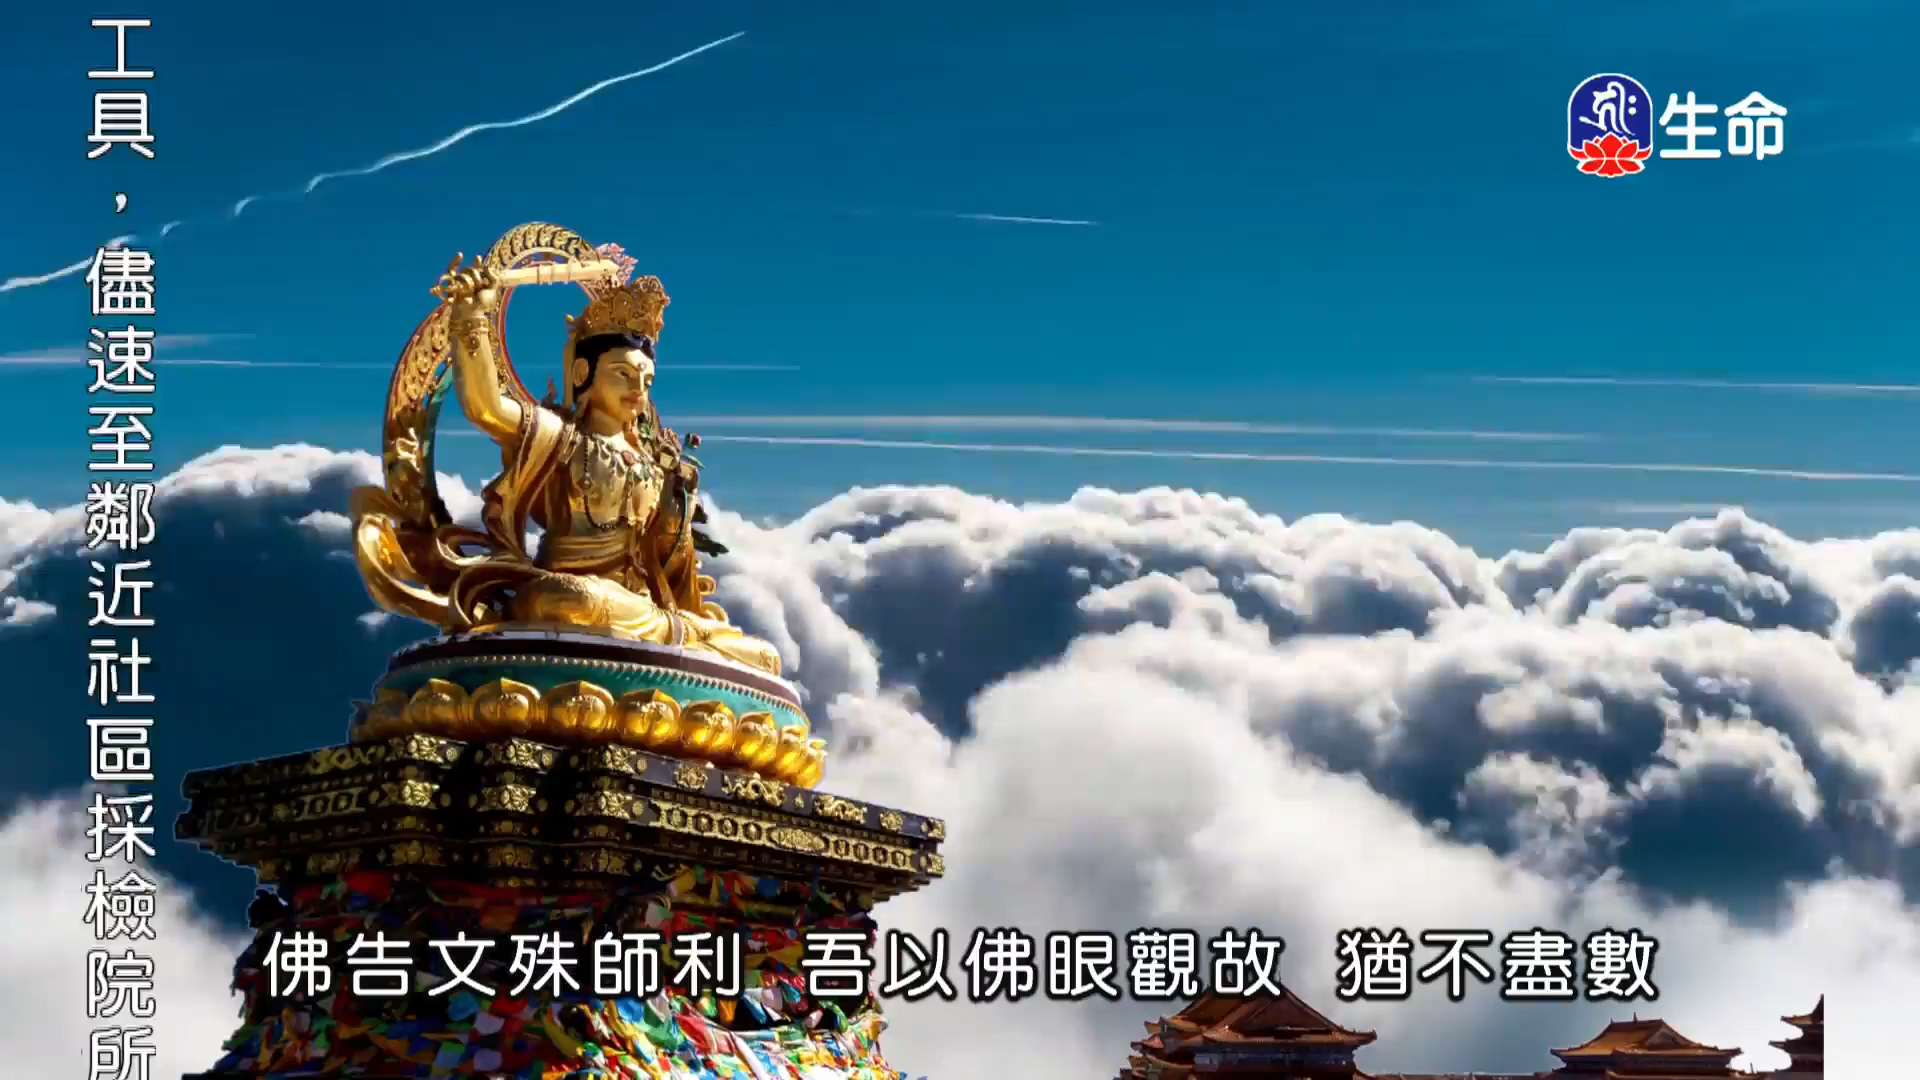 工具，儘速至鄰近社區採檢院所
生命
佛告文殊師利 吾以佛眼觀故 猶不盡數